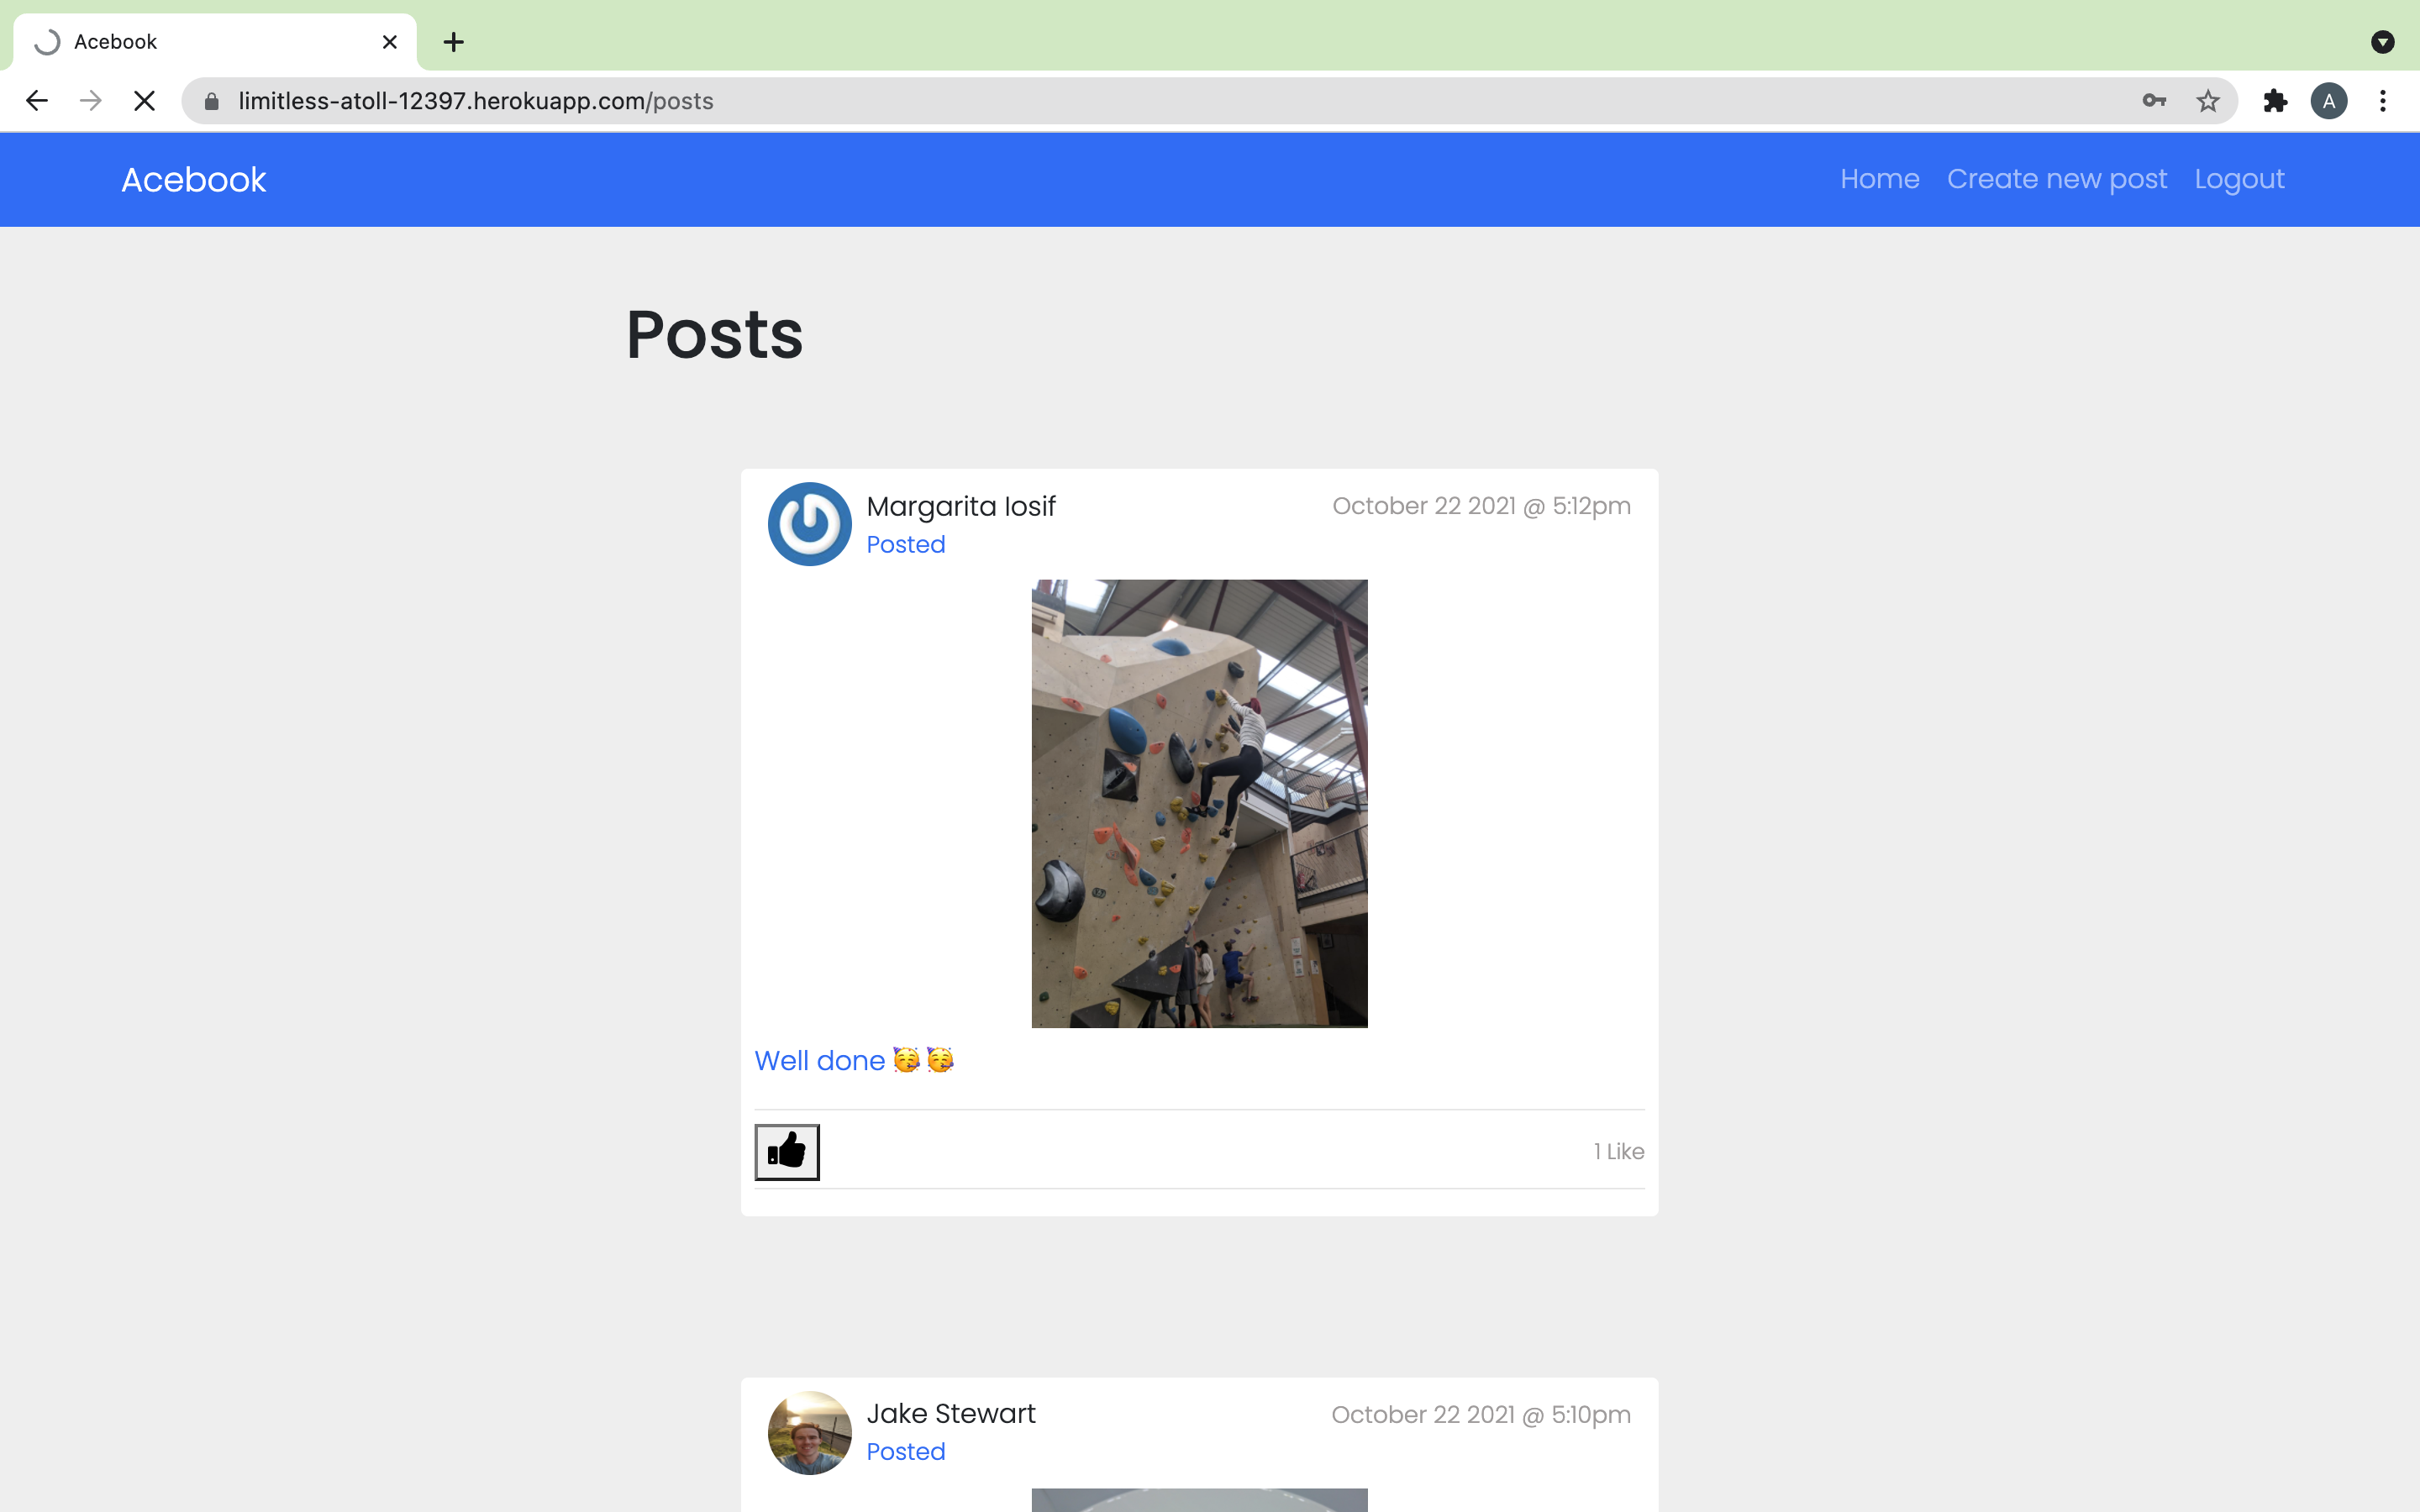 Acebook
limitless-atoll-12397.herokuapp.com/posts
A
Acebook
Home Create new post Logout
Posts
Margarita Iosif
October 22 2021 @ 5:12pm
Posted
Well done 🥳 🥳
1 Like
Jake Stewart
October 22 2021 @ 5:10pm
Posted